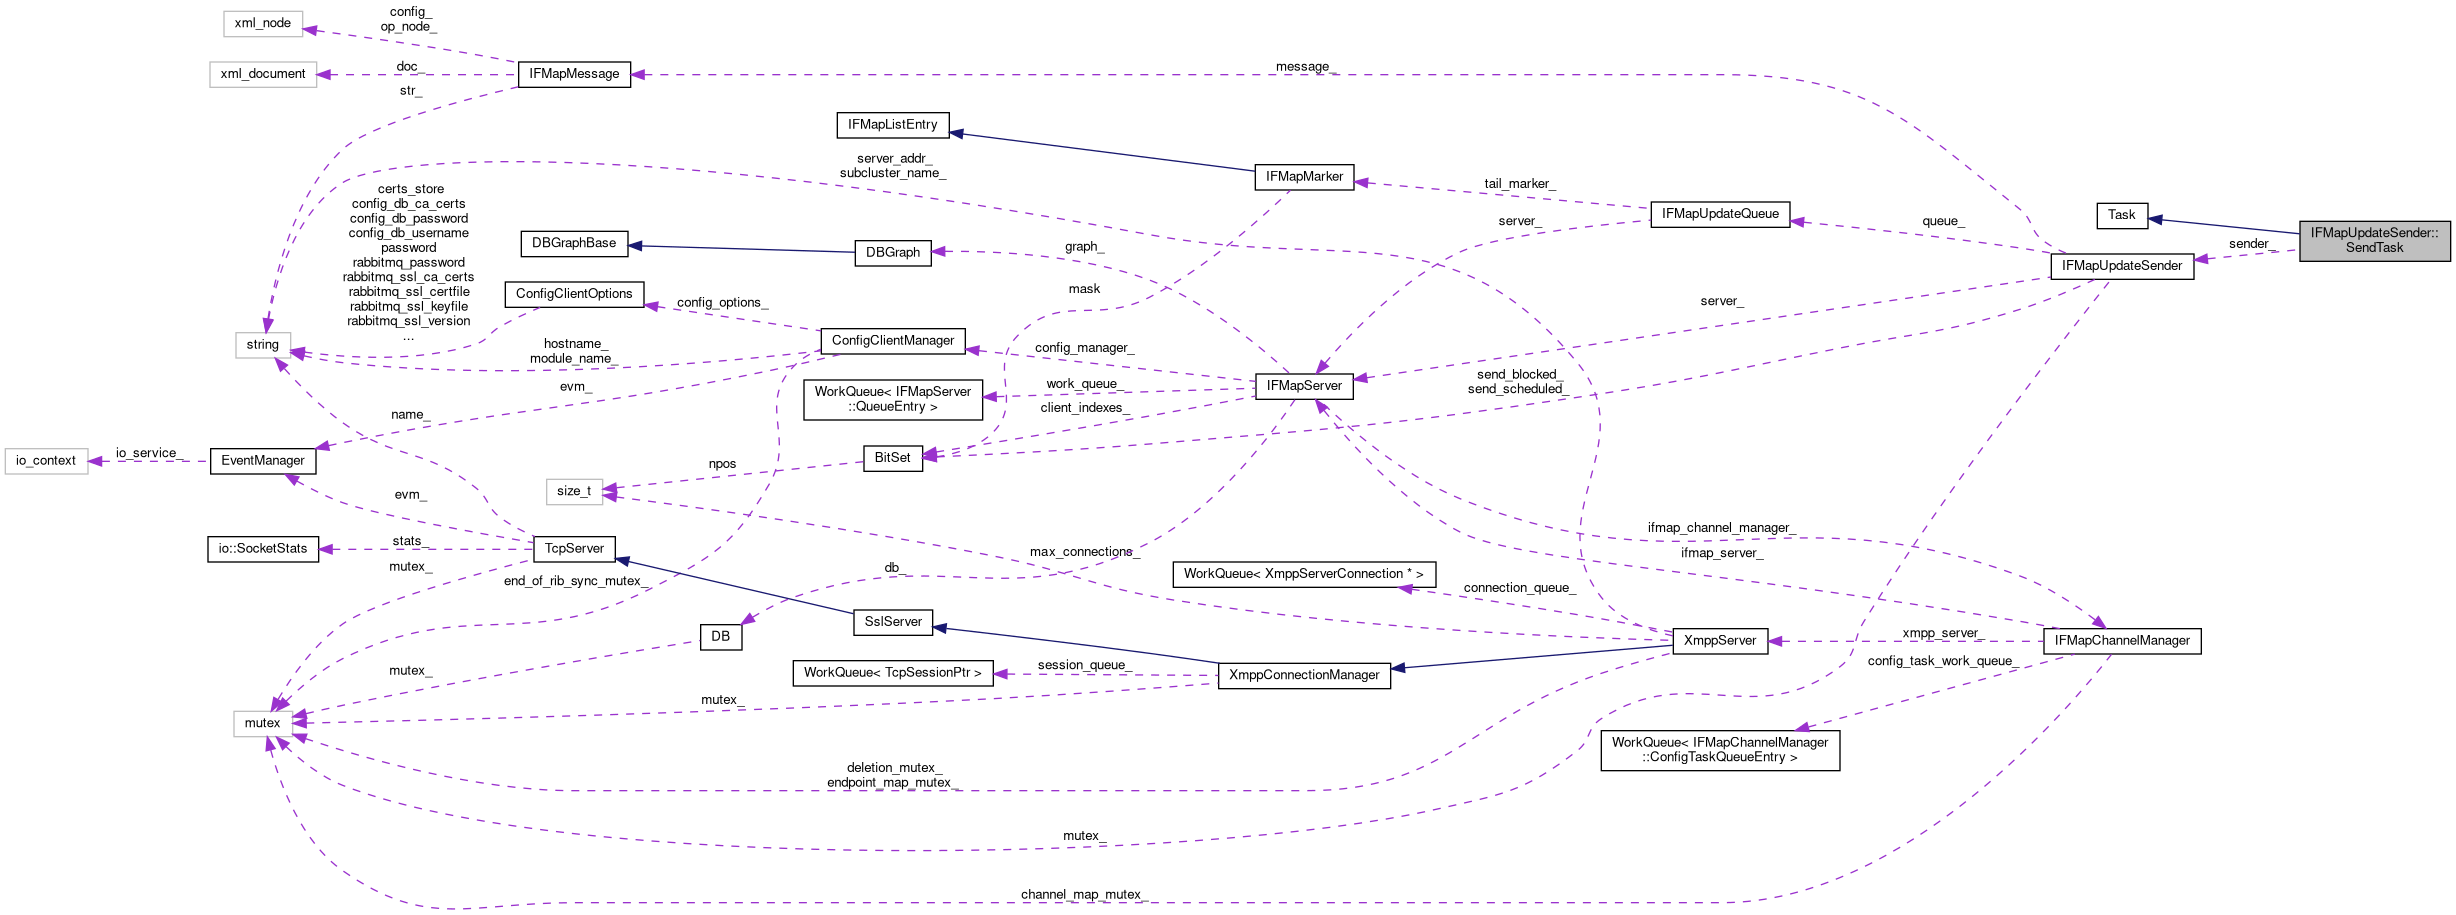 config_
op_node_
xml_node
xml_document
doc_
IFMapMessage
str_
message_
IFMapListEntry
server_addr_
subcluster_name_
IFMapMarker
tail_marker_
IFMapUpdateQueue
server_
queue_
Task
IFMapUpdateSender::
SendTask
sender_
IFMapUpdateSender
certs_store
config_db_ca_certs
config_db_password
config_db_username
password
rabbitmq_password
rabbitmq_ssl_ca_certs
rabbitmq_ssl_certfile
rabbitmq_ssl_keyfile
rabbitmq_ssl_version
...
DBGraphBase
DBGraph
graph_
ConfigClientOptions
config_options_
mask
server_
string
hostname_
module_name_
ConfigClientManager
config_manager_
evm_
WorkQueue< IFMapServer
::QueueEntry >
work_queue_
IFMapServer
client_indexes_
send_blocked_
send_scheduled_
name_
io_context
io_service_
EventManager
BitSet
npos
size_t
evm_
io::SocketStats
stats_
TcpServer
mutex_
end_of_rib_sync_mutex_
db_
max_connections_
ifmap_channel_manager_
ifmap_server_
WorkQueue< XmppServerConnection * >
connection_queue_
SslServer
DB
XmppServer
xmpp_server_
IFMapChannelManager
config_task_work_queue_
mutex_
WorkQueue< TcpSessionPtr >
session_queue_
XmppConnectionManager
mutex_
mutex
WorkQueue< IFMapChannelManager
::ConfigTaskQueueEntry >
deletion_mutex_
endpoint_map_mutex_
mutex_
channel_map_mutex_